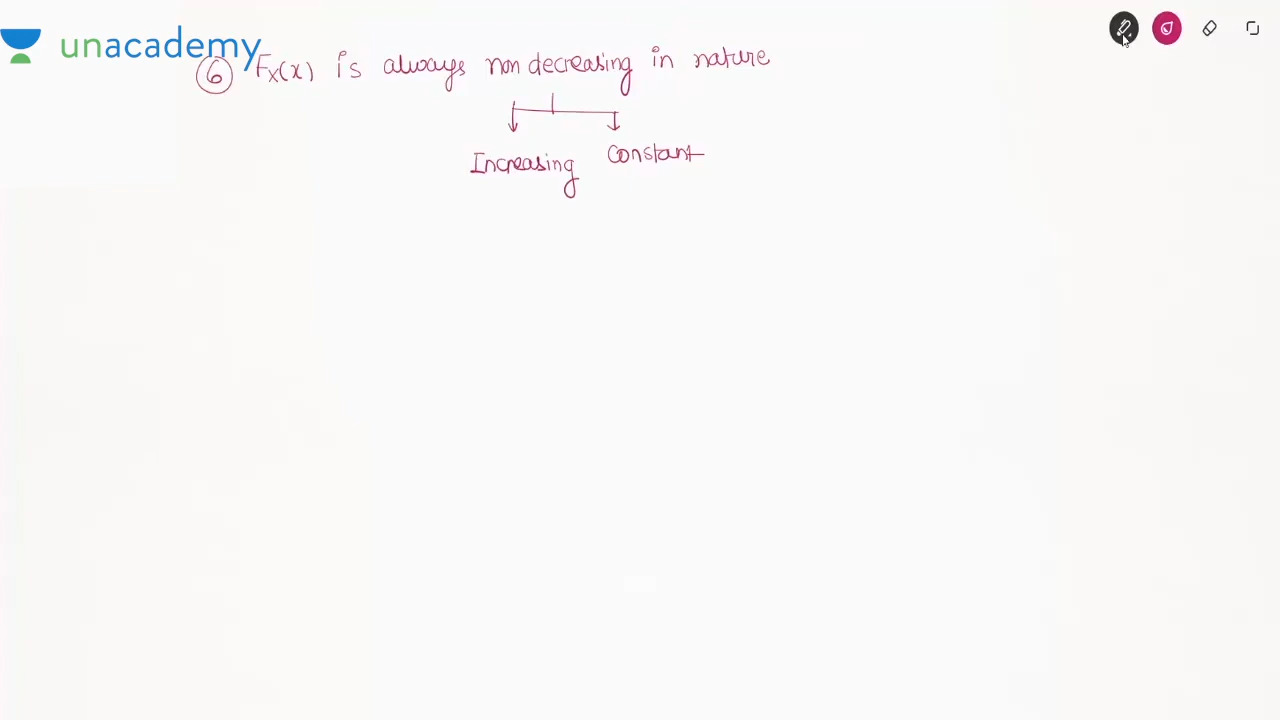 unacademy
⑥ Fx(x) is always non decreasing in nature
Increasing Constant